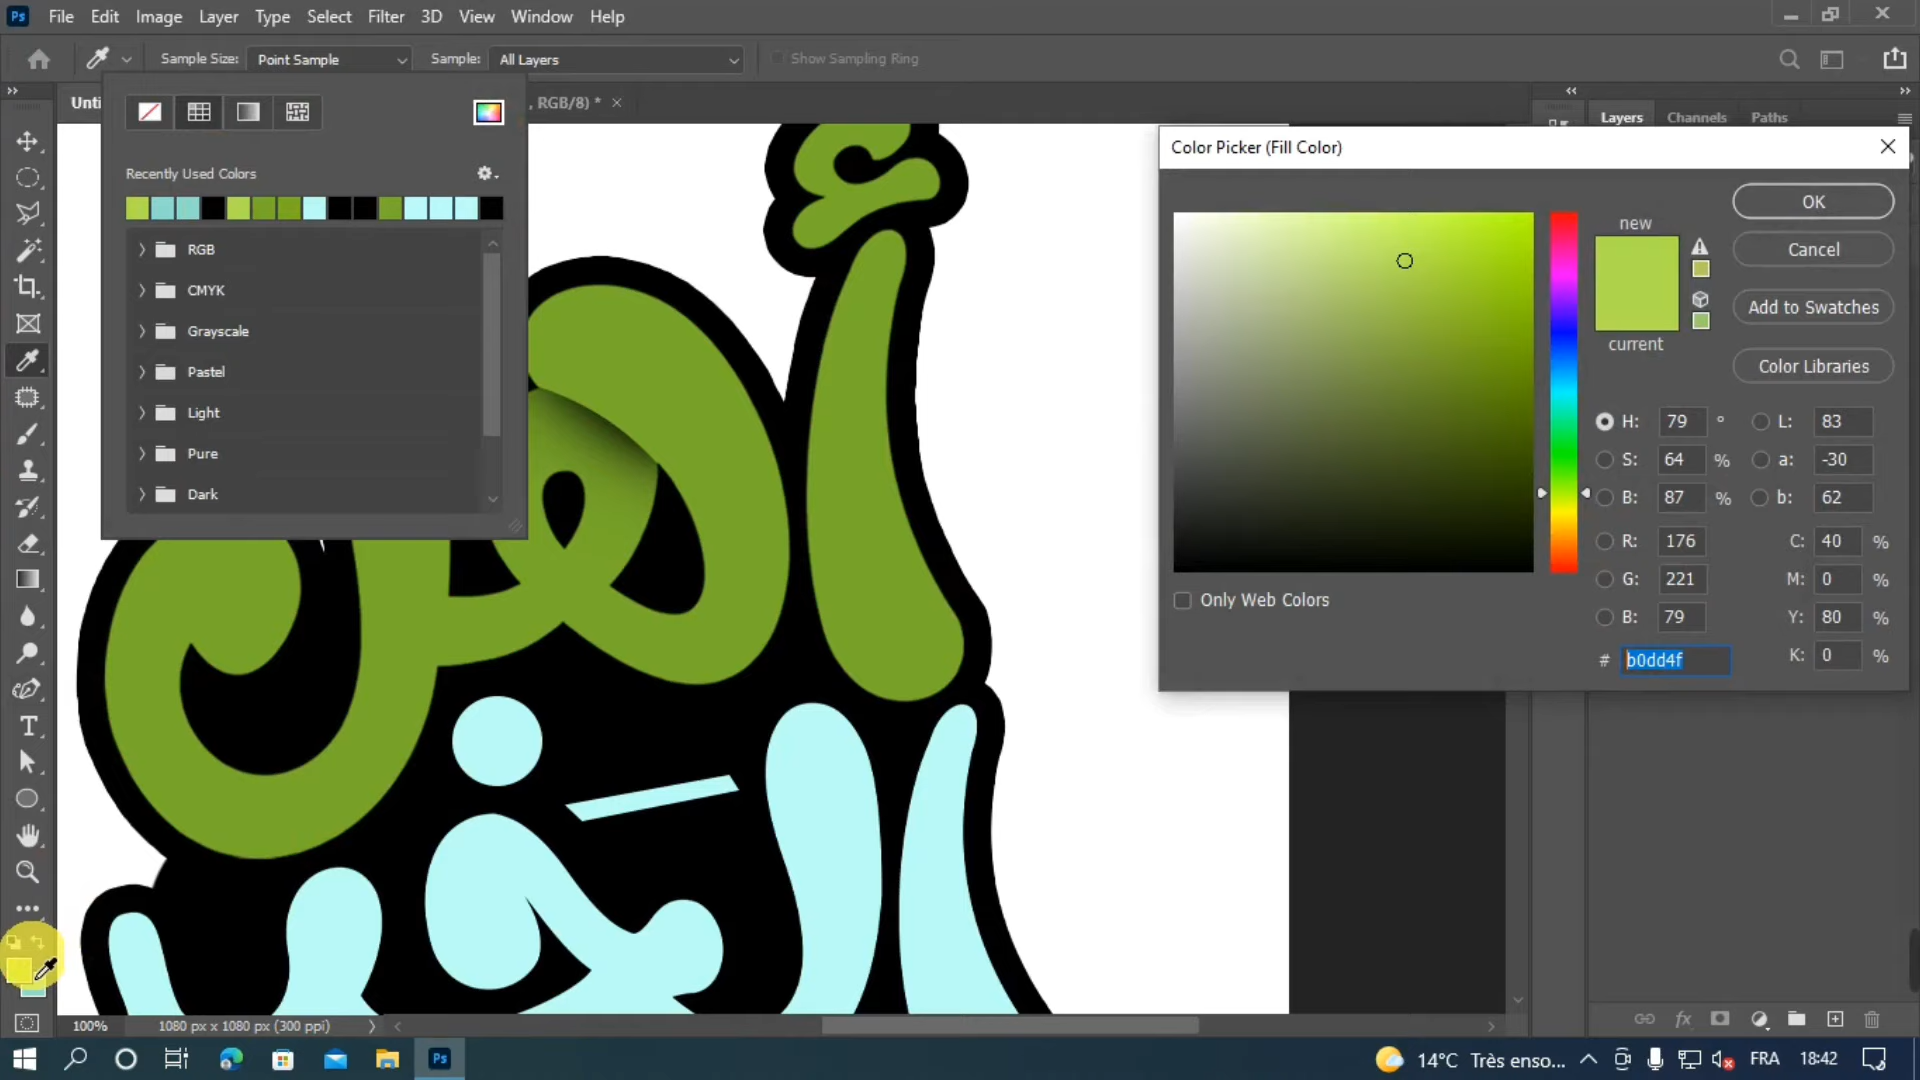 Ps File Edit Image Layer Type Select Filter 3D View Window Help
Sample Size: Point Sample Sample: All Layers Show Sampling Ring
Unti , RGB/8) * ×
Layers Channels Paths
Recently Used Colors
RGB
CMYK
Grayscale
Pastel
Light
Pure
Dark
Color Picker (Fill Color)
new
current
OK
Cancel
Add to Swatches
Color Libraries
H: 79 ° L: 83
S: 64 % a: -30
B: 87 % b: 62
R: 176 C: 40 %
G: 221 M: 0 %
B: 79 Y: 80 %
# b0dd4f K: 0 %
Only Web Colors
100% 1080 px x 1080 px (300 ppi)
Ps 14°C Très enso... FRA 18:42